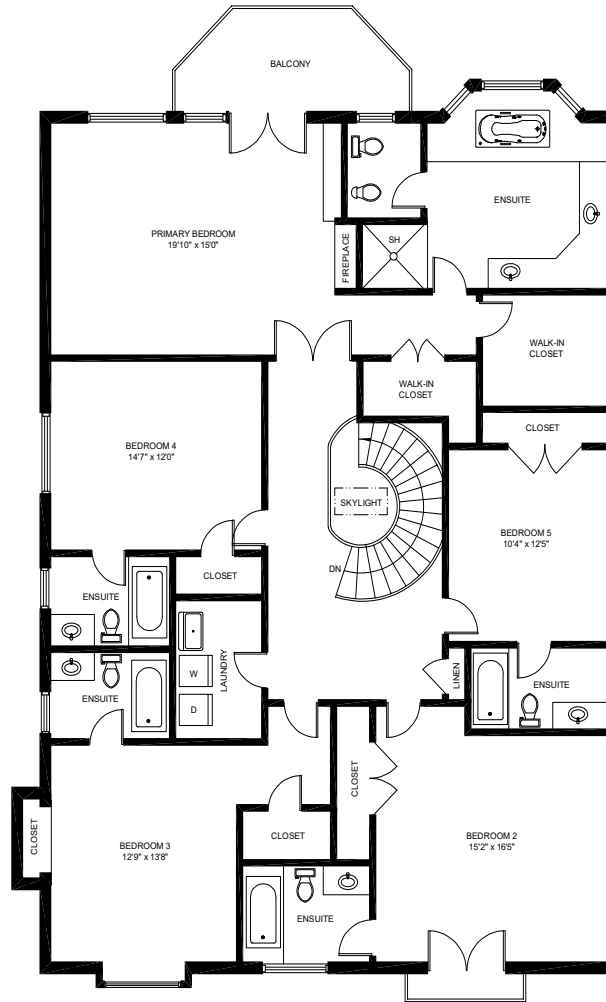 BALCONY
PRIMARY BEDROOM
19'10" x 15'0"
FIREPLACE
SH
ENSUITE
WALK-IN
CLOSET
WALK-IN
CLOSET
CLOSET
BEDROOM 4
14'7" x 12'0"
SKYLIGHT
BEDROOM 5
10'4" x 12'5"
DN
CLOSET
ENSUITE
LAUNDRY
W
D
ENSUITE
LINEN
ENSUITE
CLOSET
CLOSET
CLOSET
BEDROOM 3
12'9" x 13'8"
BEDROOM 2
15'2" x 16'5"
ENSUITE